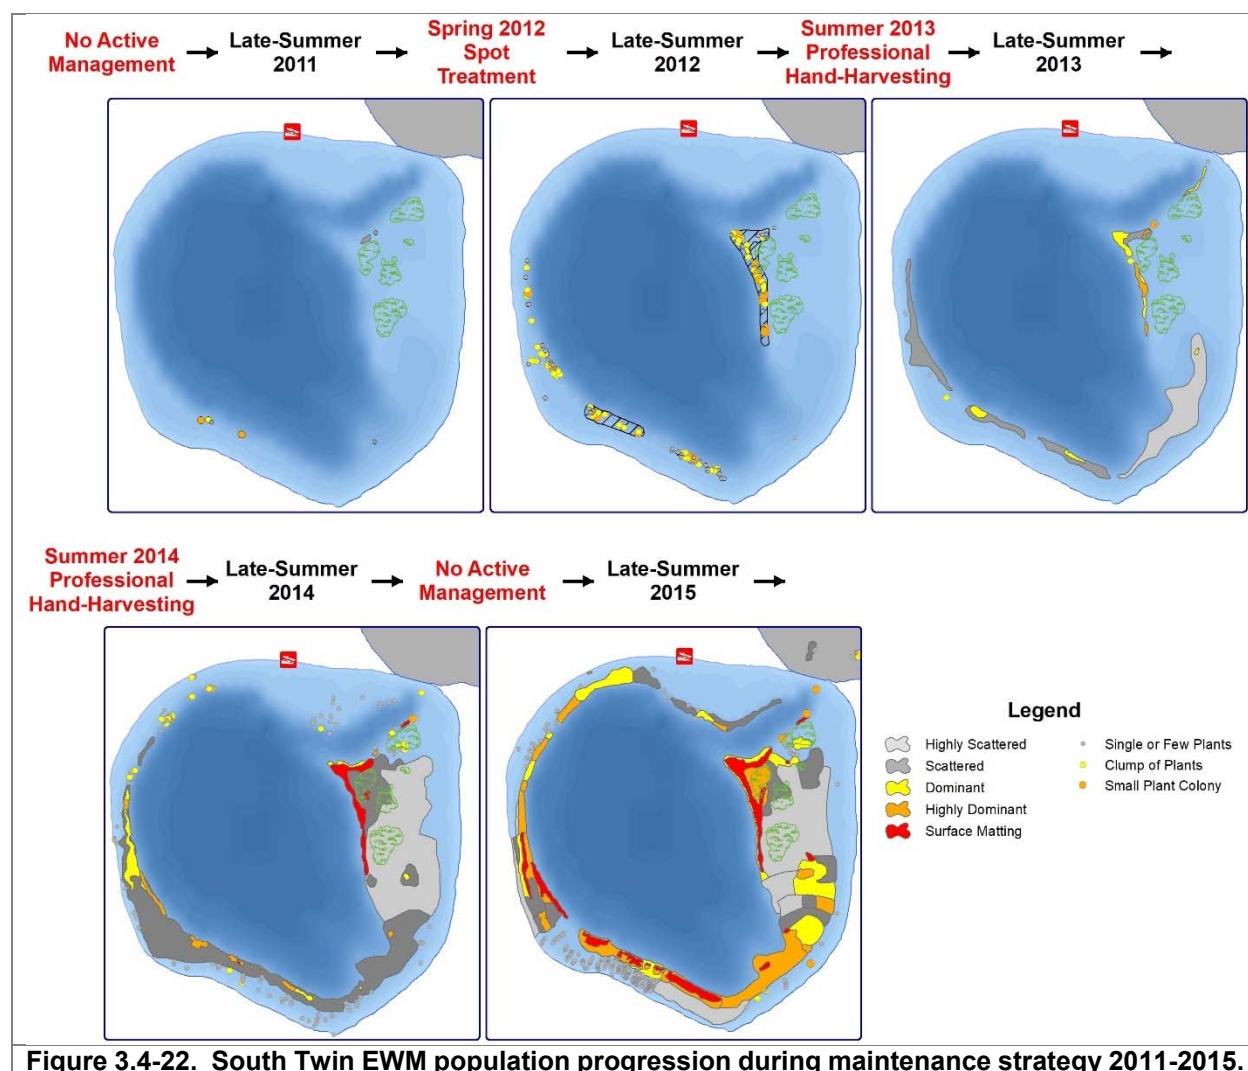 No Active
Management
Late-Summer
2011
Spring 2012
Spot
Treatment
Late-Summer
2012
Summer 2013
Professional
Hand-Harvesting
Late-Summer
2013
Summer 2014
Professional
Hand-Harvesting
Late-Summer
2014
No Active
Management
Late-Summer
2015
Legend
Highly Scattered
Scattered
Dominant
Highly Dominant
Surface Matting
Single or Few Plants
Clump of Plants
Small Plant Colony
Figure 3.4-22. South Twin EWM population progression during maintenance strategy 2011-2015.